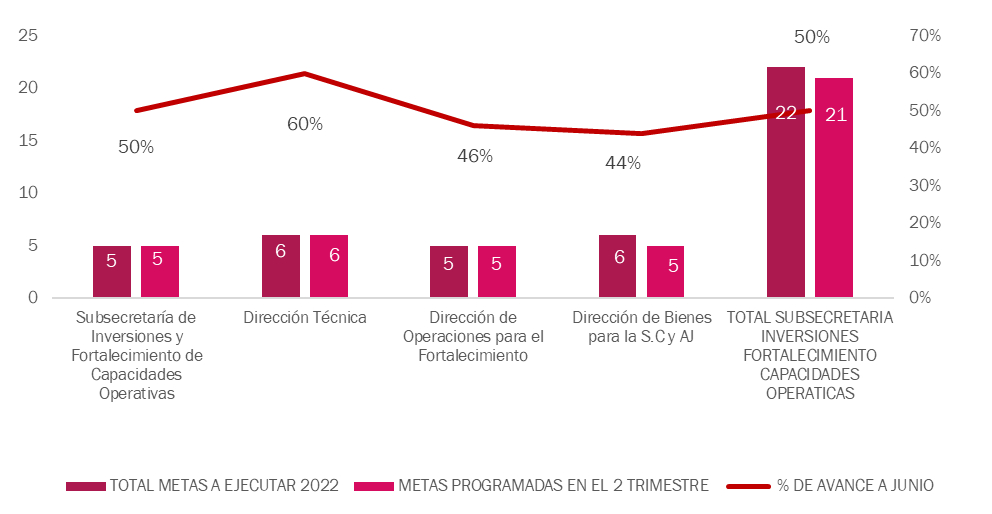 25
20
15
10
5
0
70%
60%
50%
40%
30%
20%
10%
0%
50%
60%
46%
44%
50%
5
5
6
6
5
5
6
5
22
21
Subsecretaría de
Inversiones y
Fortalecimiento de
Capacidades
Operativas
Dirección Técnica
Dirección de
Operaciones para el
Fortalecimiento
Dirección de Bienes
para la S.C y AJ
TOTAL SUBSECRETARIA
INVERSIONES
FORTALECIMIENTO
CAPACIDADES
OPERATICAS
TOTAL METAS A EJECUTAR 2022
METAS PROGRAMADAS EN EL 2 TRIMESTRE
% DE AVANCE A JUNIO